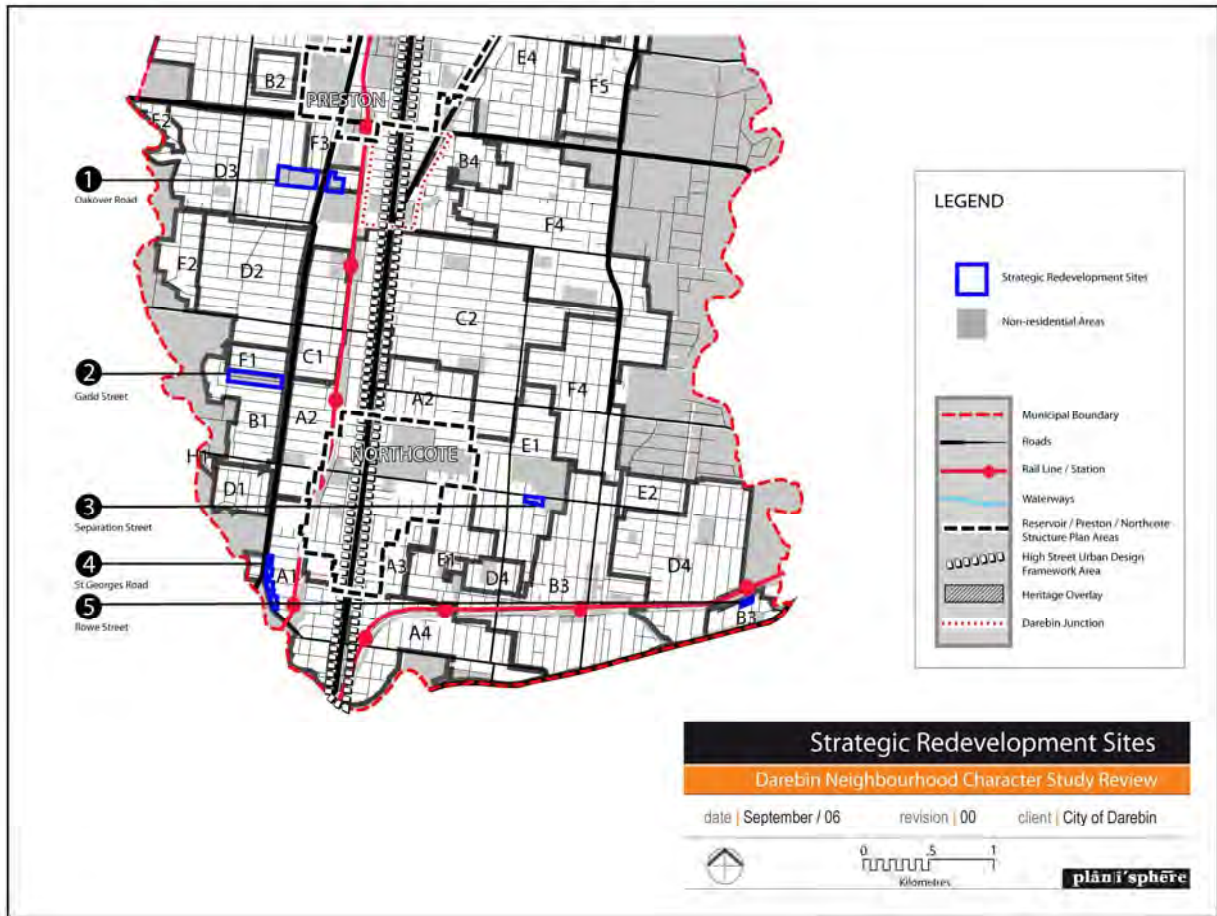 E4
B2
F5
PRESTON
F2
F3
B4
1
D3
Oakover Road
F4
F2
D2
C2
C1
2
F1
F4
Gadd Street
A2
A2
B1
E1
NORTHCOTE
H1
D1
E2
3
Separation Street
4
A1
A3
E1
D4
B3
D4
St Georges Road
5
Rowe Street
A4
B3
LEGEND
Strategic Redevelopment Sites
Non-residential Areas
Municipal Boundary
Roads
Rail Line / Station
Waterways
Reservoir / Preston / Northcote
Structure Plan Areas
High Street Urban Design
Framework Area
Heritage Overlay
Darebin Junction
Strategic Redevelopment Sites
Darebin Neighbourhood Character Study Review
date | September / 06 revision | 00 client | City of Darebin
0 .5 1
Kilometres
plan i'sphere